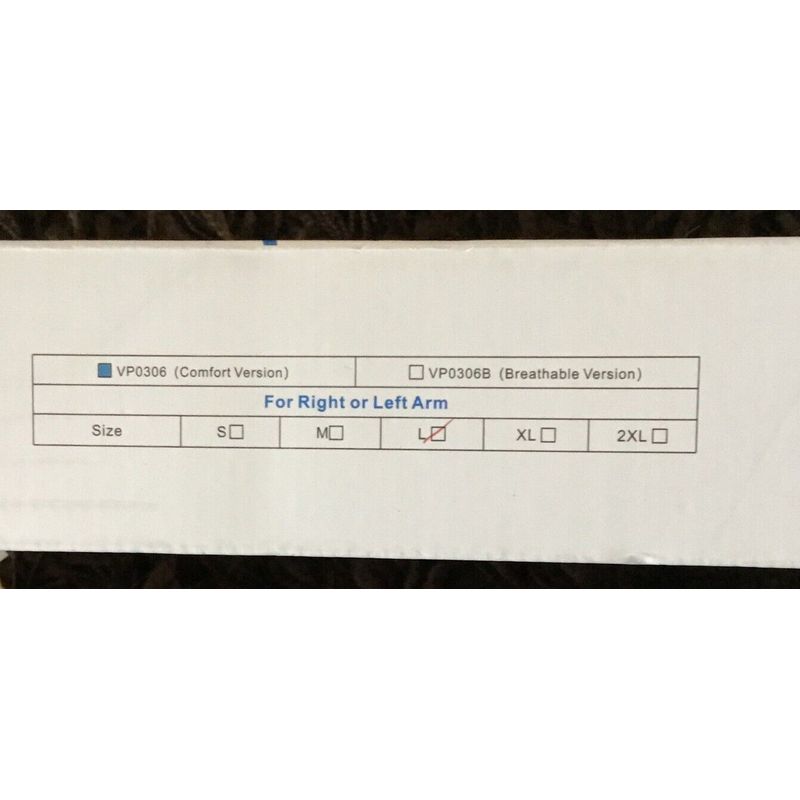 VP0306 (Comfort Version) VP0306B (Breathable Version)
For Right or Left Arm
Size S M L XL 2XL